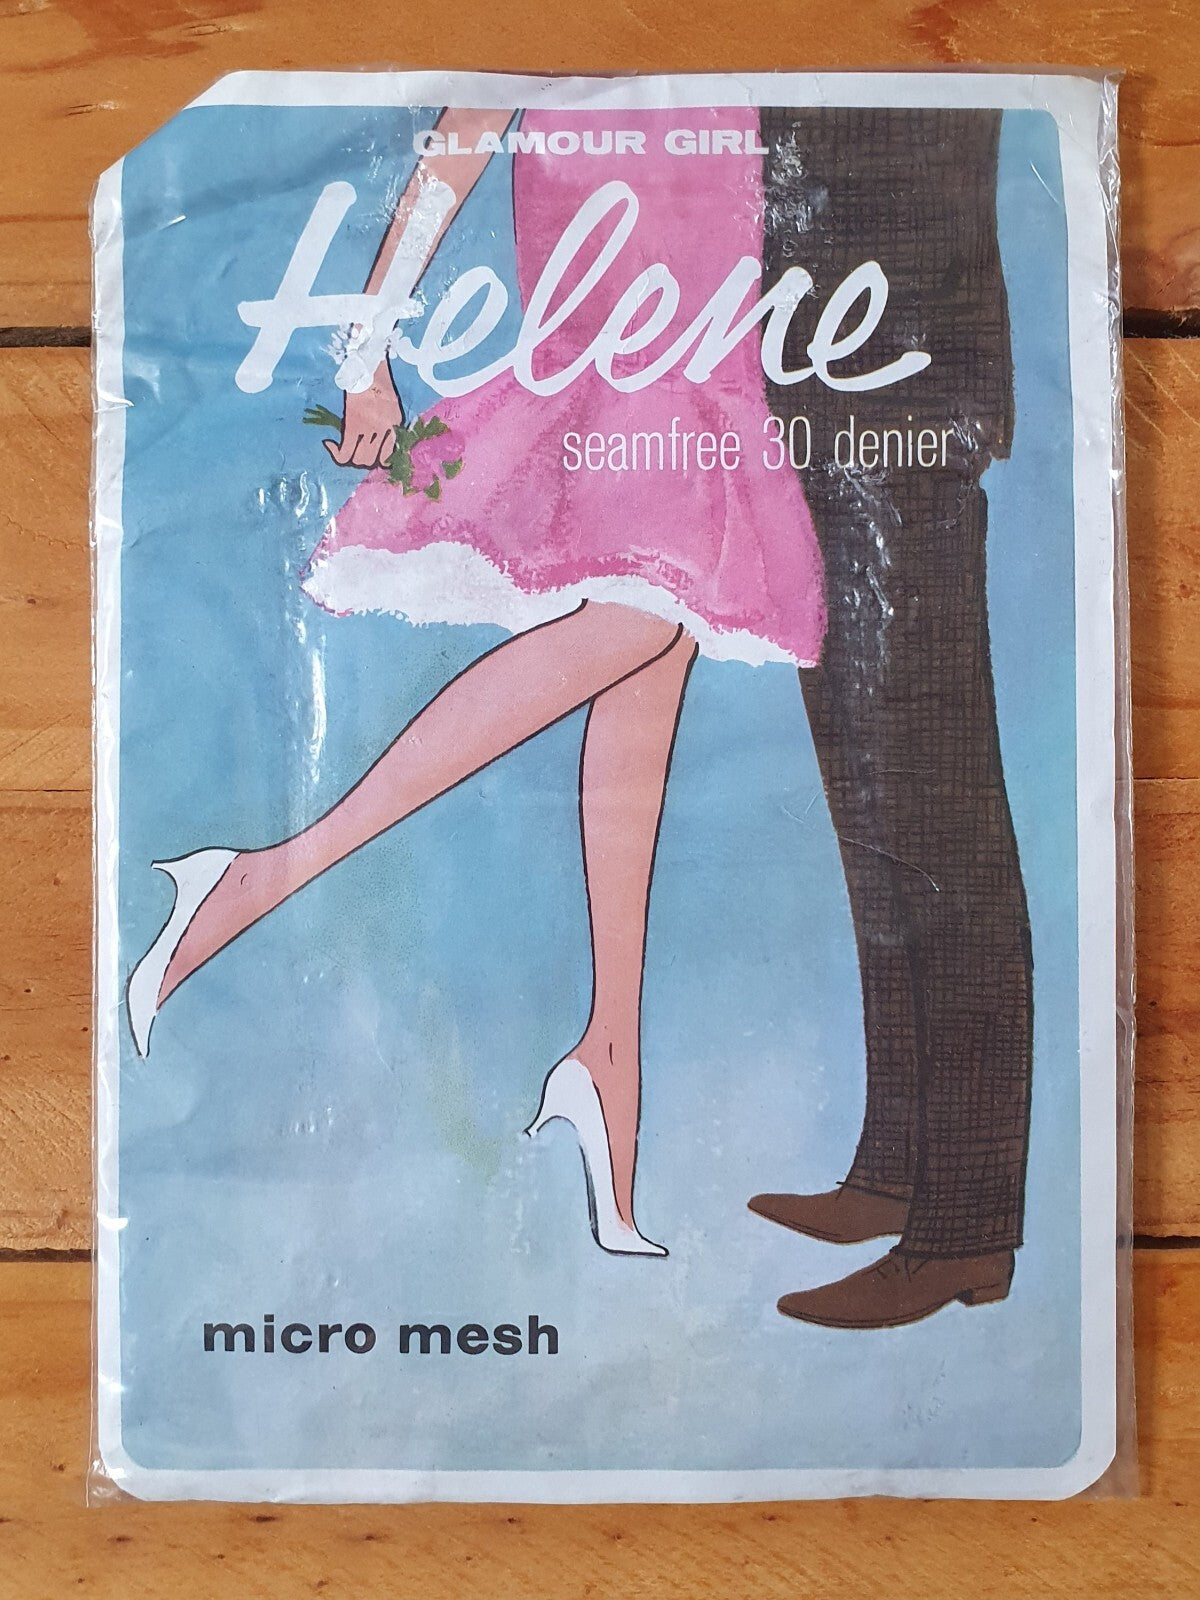 GLAMOUR GIRL
Helene
seamfree 30 denier
micro mesh